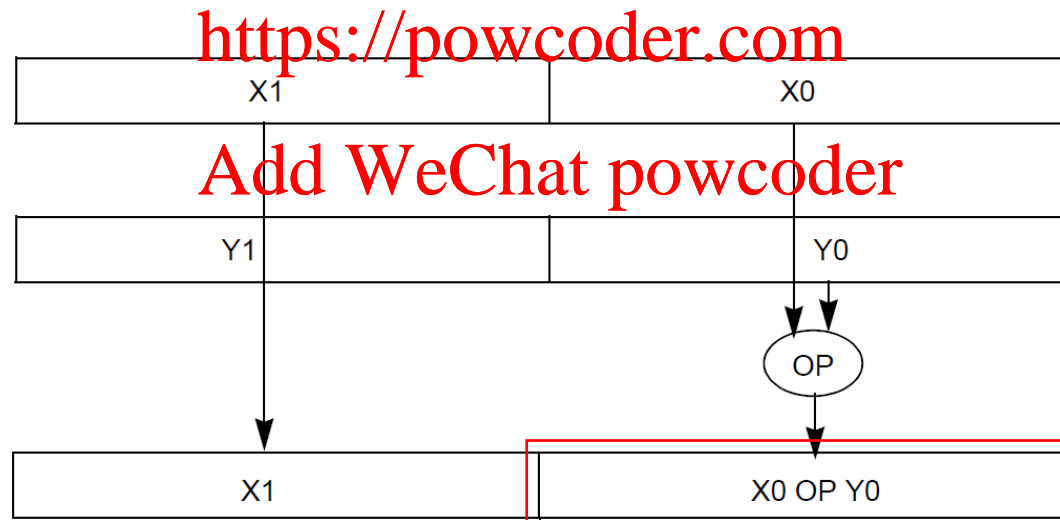 https://powcoder.com
X1 X0
Add WeChat powcoder
Y1 Y0
OP
X1 X0 OP Y0